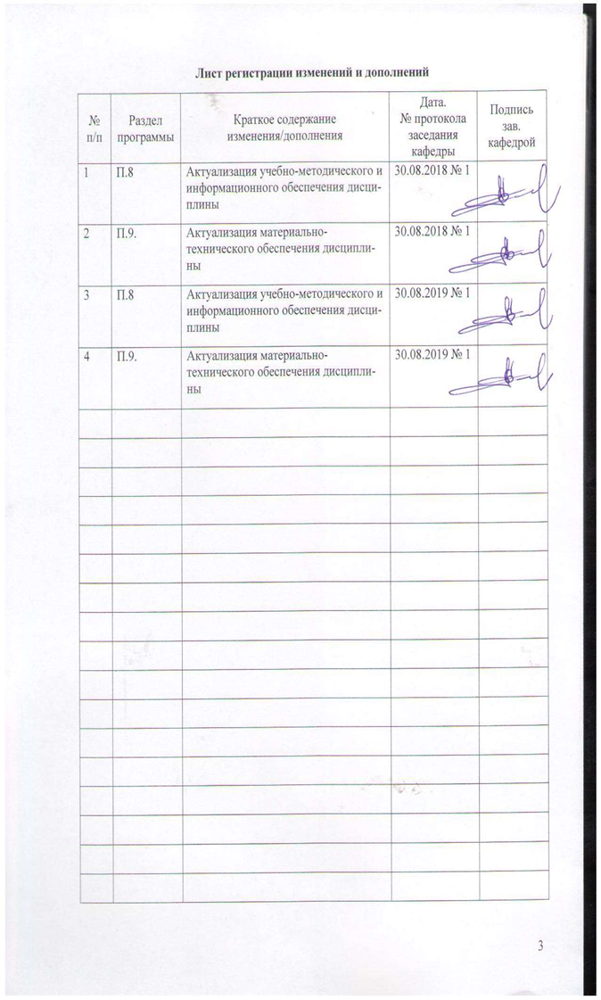 Лист регистрации изменений и дополнений
№
п/п
Раздел
программы
Краткое содержание
изменения/дополнения
Дата.
№ протокола
заседания
кафедры
Подпись
зав.
кафедрой
1 П.8 Актуализация учебно-методического и 30.08.2018 № 1
информационного обеспечения дисци-
плины
2 П.9. Актуализация материально- 30.08.2018 № 1
технического обеспечения дисципли-
ны
3 П.8 Актуализация учебно-методического и 30.08.2019 № 1
информационного обеспечения дисци-
плины
4 П.9. Актуализация материально- 30.08.2019 № 1
технического обеспечения дисципли-
ны
3